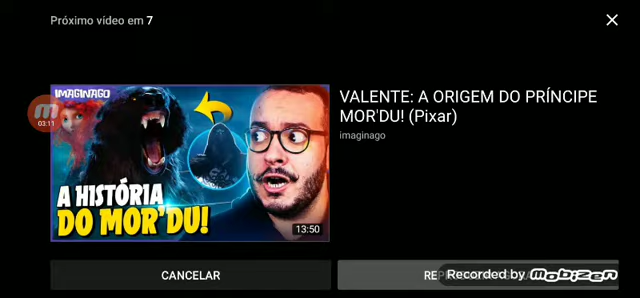 Próximo vídeo em 7
IMAGINAGO
03:11
A HISTÓRIA
DO MOR'DU!
13:50
VALENTE: A ORIGEM DO PRÍNCIPE
MOR'DU! (Pixar)
imaginago
CANCELAR
Recorded by Mobizen